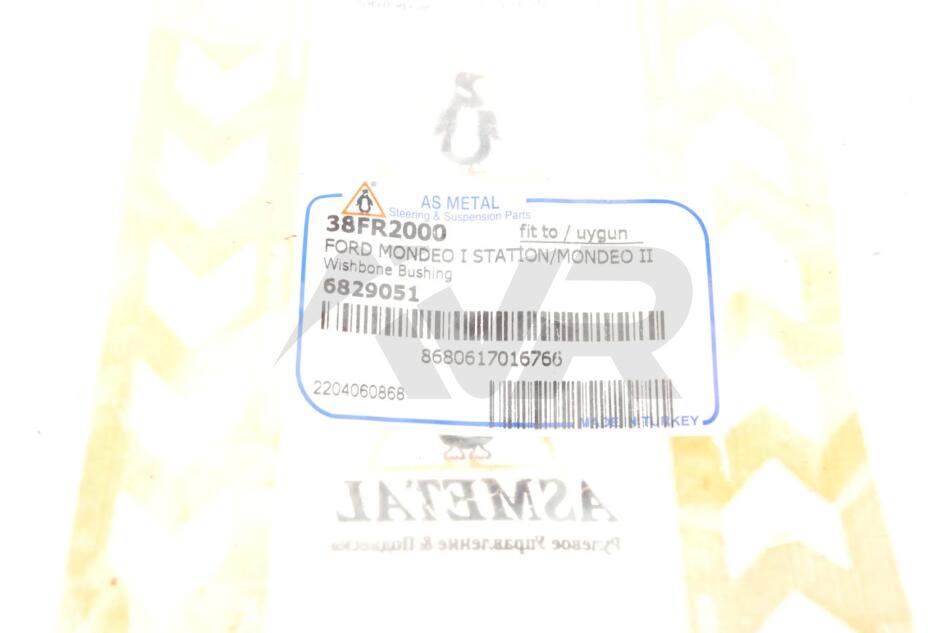 AS METAL
Steering & Suspension Parts
38FR2000 fit to / uygun
FORD MONDEO I STATION/MONDEO II
Wishbone Bushing
6829051
8680617016766
2204060868
MADE IN TURKEY
AVR
ASMETAL
Рулевое Управление & Подвеска